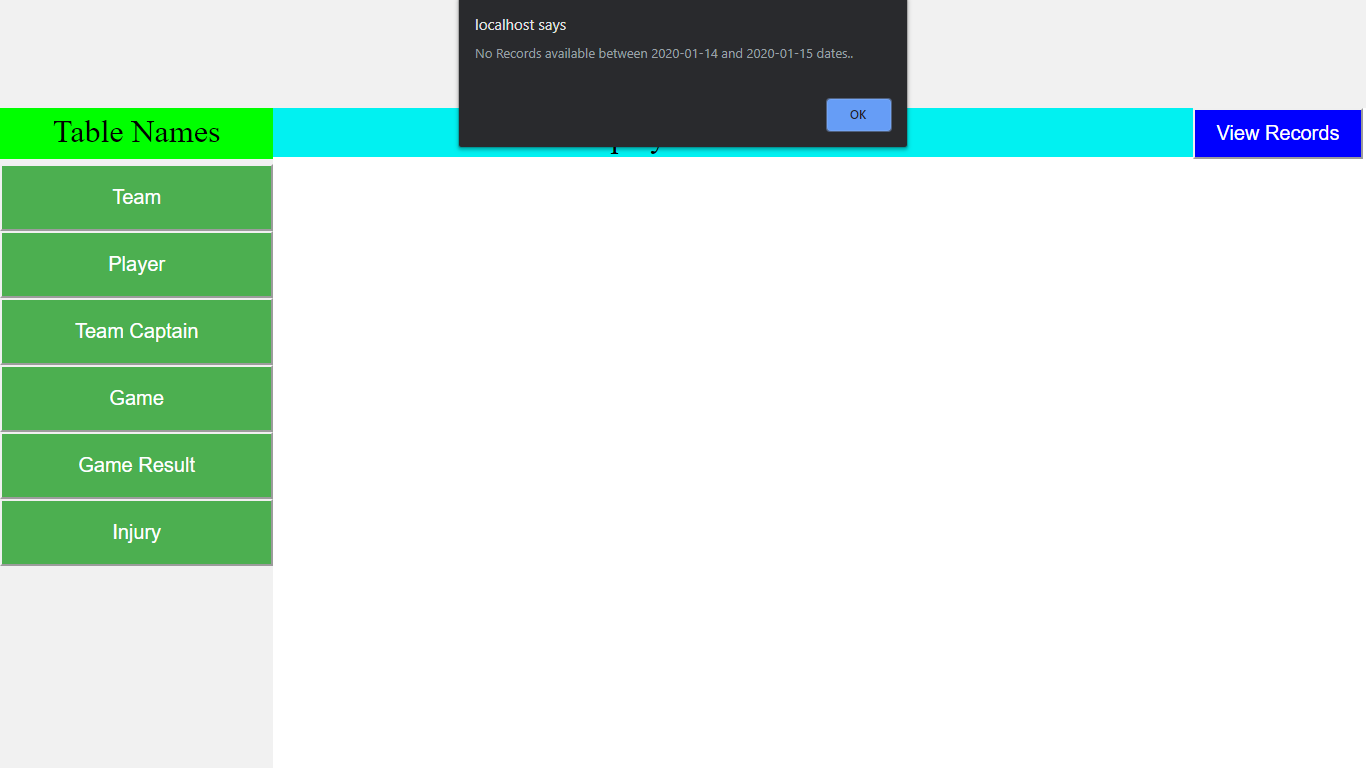 localhost says
No Records available between 2020-01-14 and 2020-01-15 dates..
OK
Table Names
View Records
Team
Player
Team Captain
Game
Game Result
Injury